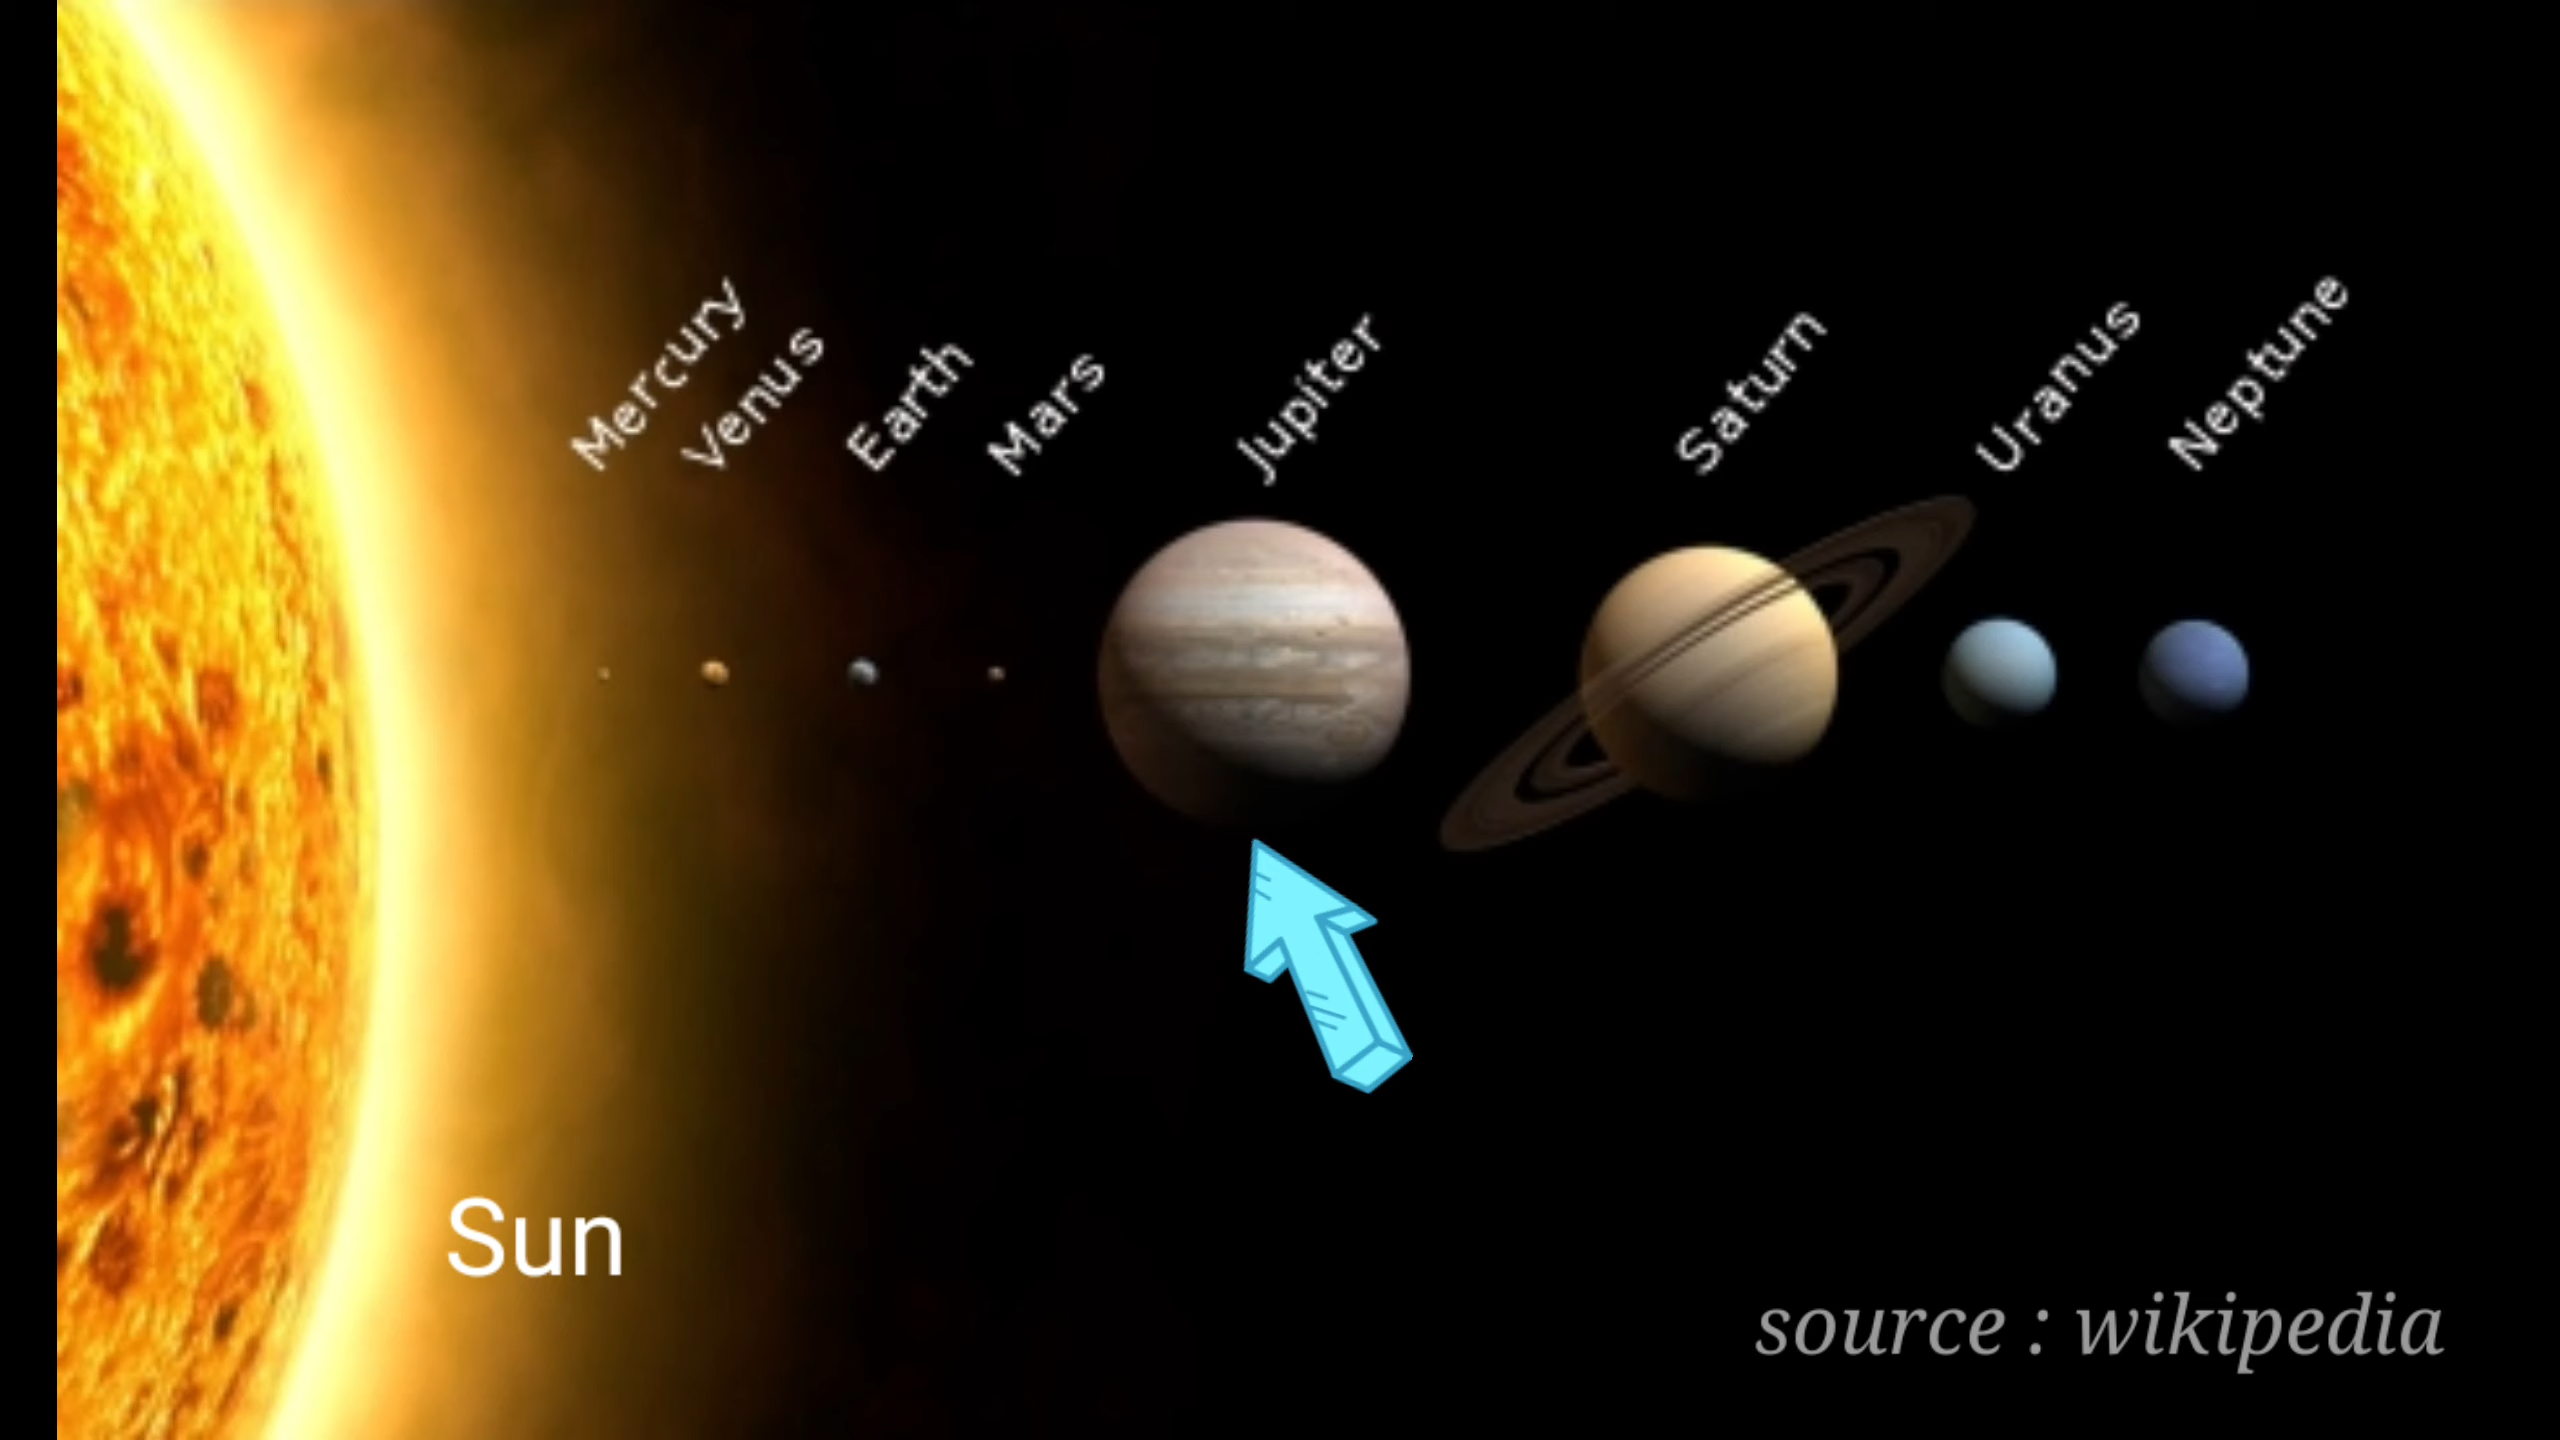 Mercury
Venus
Earth
Mars
Jupiter
Saturn
Uranus
Neptune
Sun
source : wikipedia